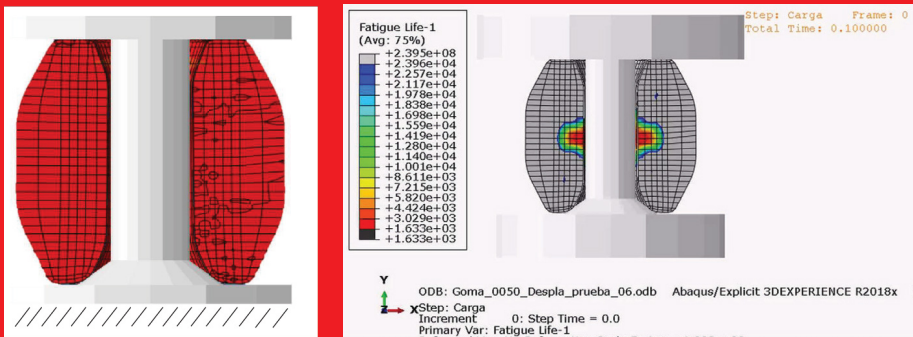 Fatigue Life-1
(Avg: 75%)
+2.395e+08
+2.396e+04
+2.257e+04
+2.117e+04
+1.978e+04
+1.838e+04
+1.698e+04
+1.559e+04
+1.419e+04
+1.280e+04
+1.140e+04
+1.001e+04
+8.611e+03
+7.215e+03
+5.820e+03
+4.424e+03
+3.029e+03
+1.633e+03
+1.633e+03
Step: Carga Frame: 0
Total Time: 0.100000
Y
Z X
ODB: Goma_0050_Despla_prueba_06.odb Abaqus/Explicit 3DEXPERIENCE R2018x
Step: Carga
Increment 0: Step Time = 0.0
Primary Var: Fatigue Life-1